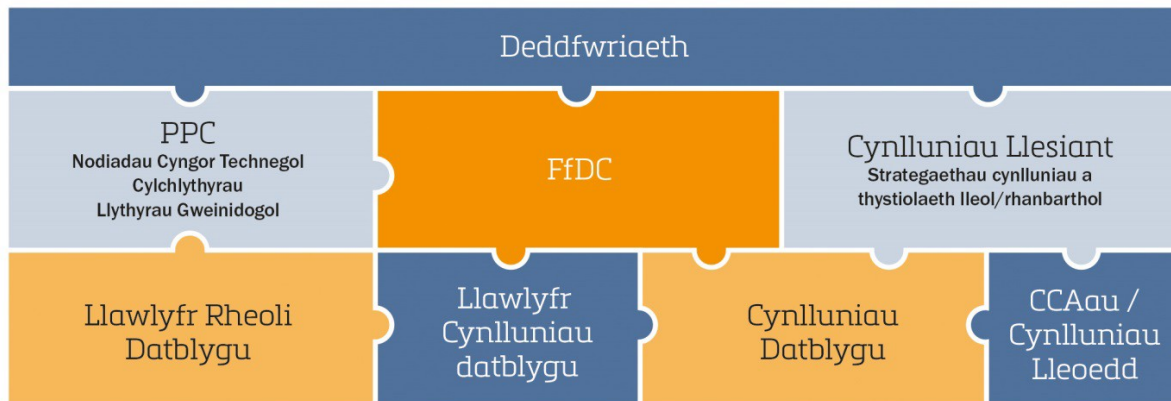 Deddfwriaeth
PPC
Nodiadau Cyngor Technegol
Cylchlythyrau
Llythyrau Gweinidogol
FfDC
Cynlluniau Llesiant
Strategaethau cynlluniau a
thystiolaeth lleol/rhanbarthol
Llawlyfr Rheoli
Datblygu
Llawlyfr
Cynlluniau
datblygu
Cynlluniau
Datblygu
CCAau /
Cynlluniau
Lleoedd